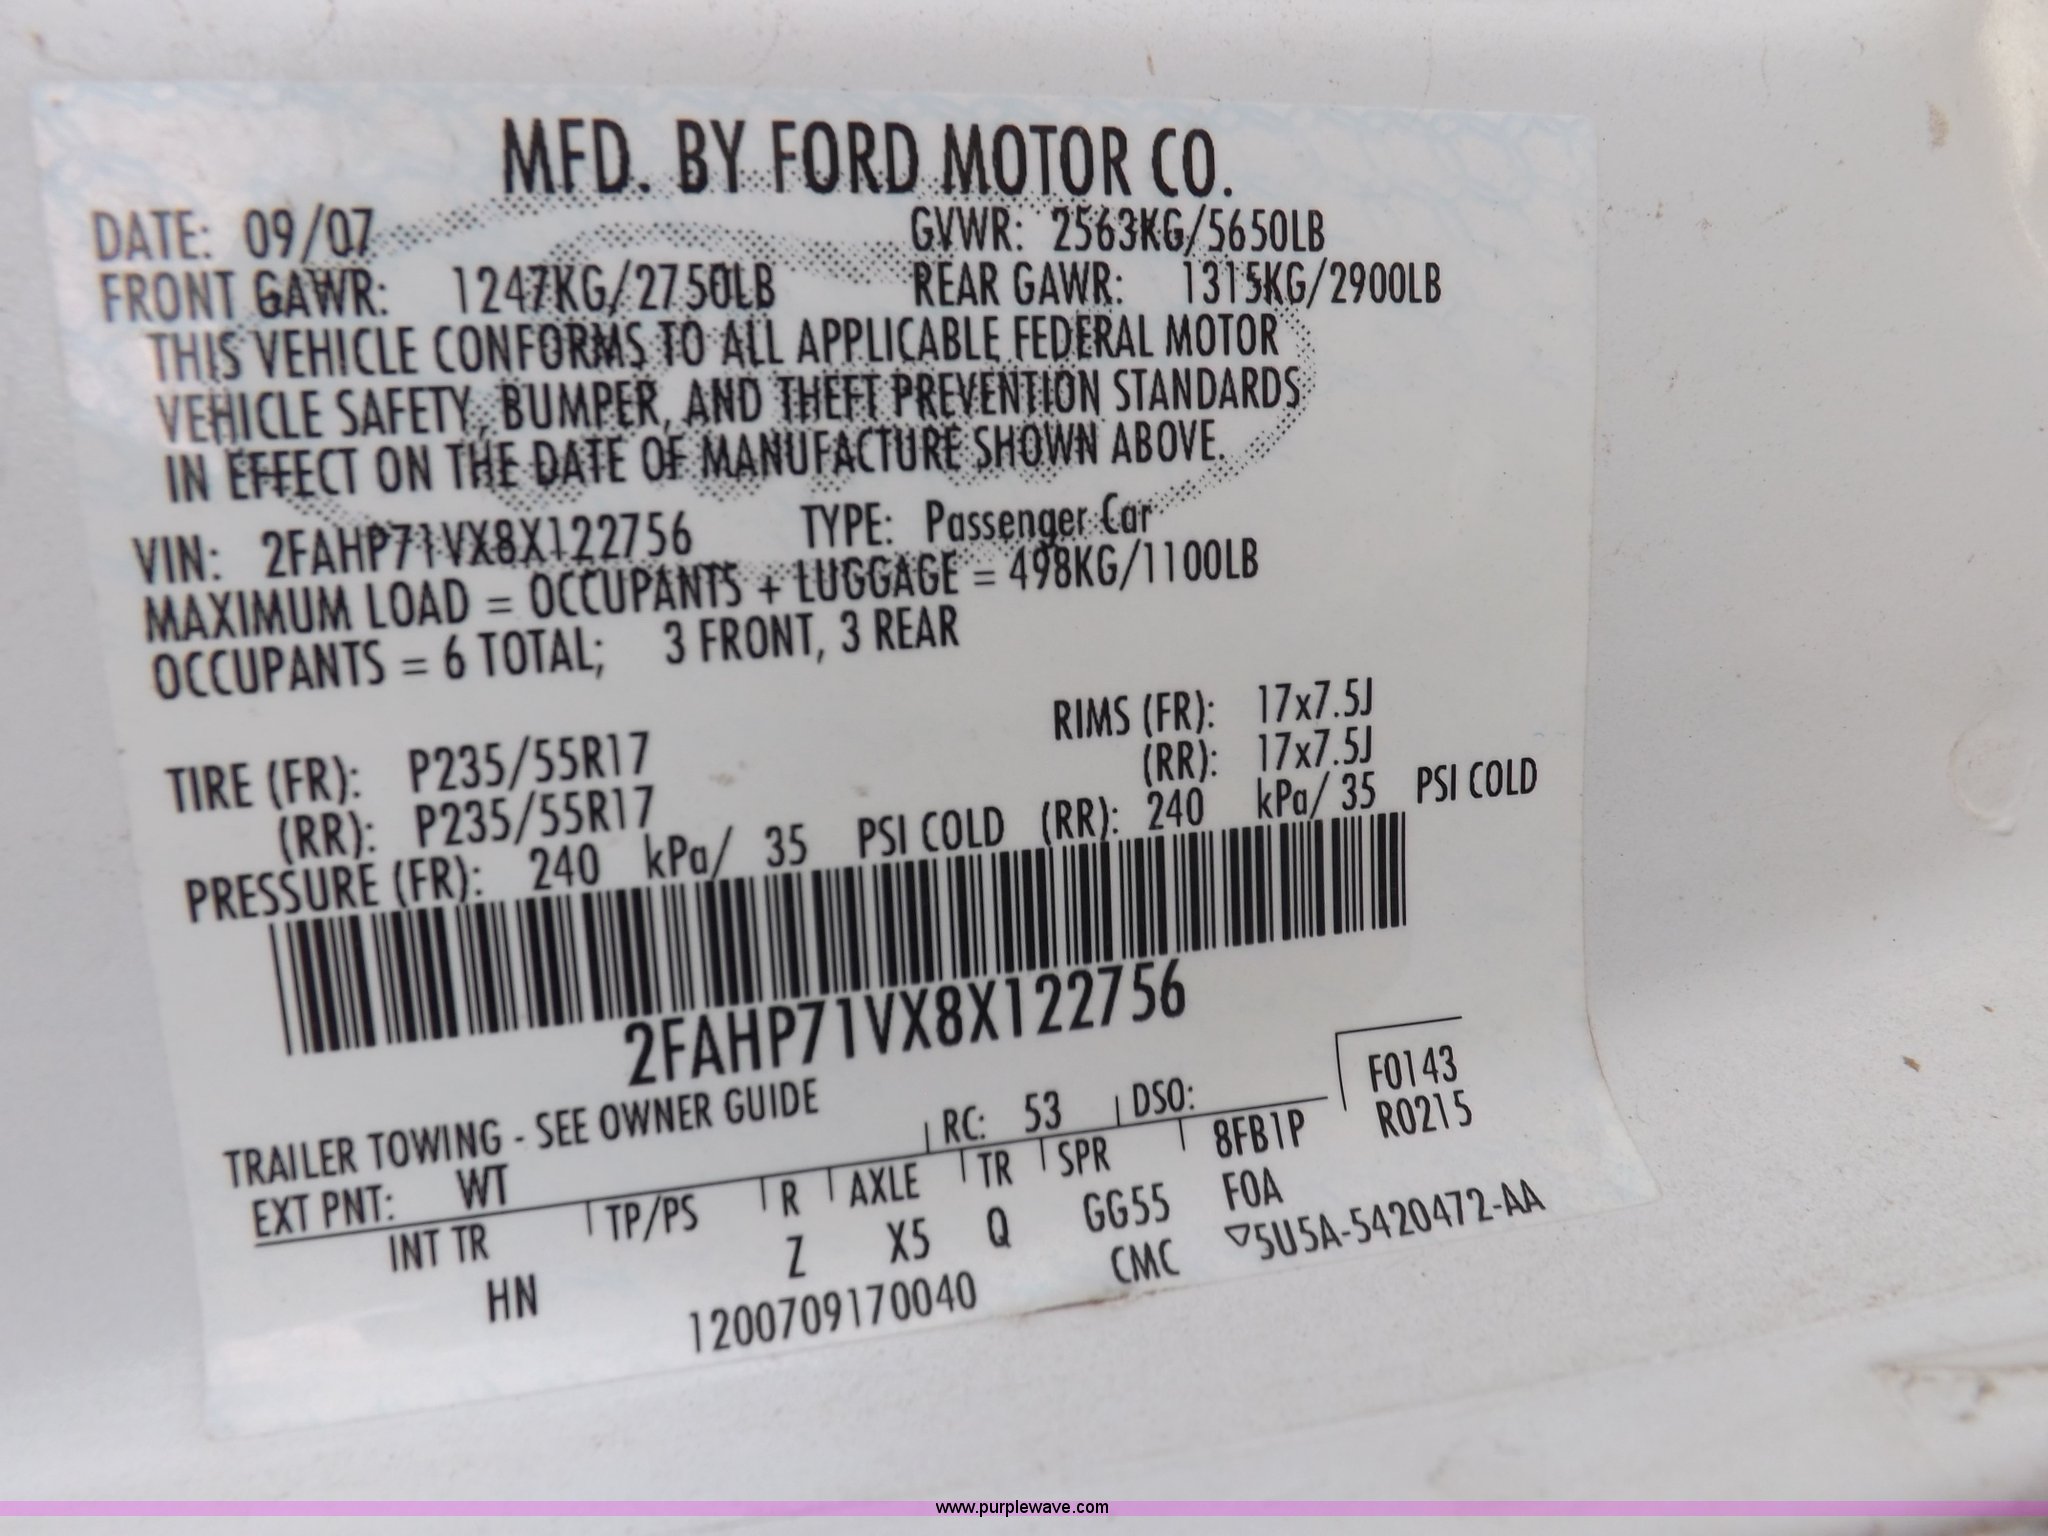 MFD. BY FORD MOTOR CO.
DATE: 09/07 GVWR: 2563KG/5650LB
FRONT GAWR: 1247KG/2750LB REAR GAWR: 1315KG/2900LB
THIS VEHICLE CONFORMS TO ALL APPLICABLE FEDERAL MOTOR
VEHICLE SAFETY, BUMPER, AND THEFT PREVENTION STANDARDS
IN EFFECT ON THE DATE OF MANUFACTURE SHOWN ABOVE.
VIN: 2FAHP71VX8X122756 TYPE: Passenger Car
MAXIMUM LOAD = OCCUPANTS + LUGGAGE = 498KG/1100LB
OCCUPANTS = 6 TOTAL; 3 FRONT, 3 REAR
TIRE (FR): P235/55R17 RIMS (FR): 17x7.5J
(RR): P235/55R17 (RR): 17x7.5J
PRESSURE (FR): 240 kPa/ 35 PSI COLD (RR): 240 kPa/ 35 PSI COLD
2FAHP71VX8X122756
TRAILER TOWING - SEE OWNER GUIDE
EXT PNT: WT RC: 53 DSO: F0143
INT TR TP/PS R AXLE TR SPR 8FB1P R0215
HN Z X5 Q GG55 FOA
1200709170040 CMC ▽5U5A-5420472-AA
www.purplewave.com